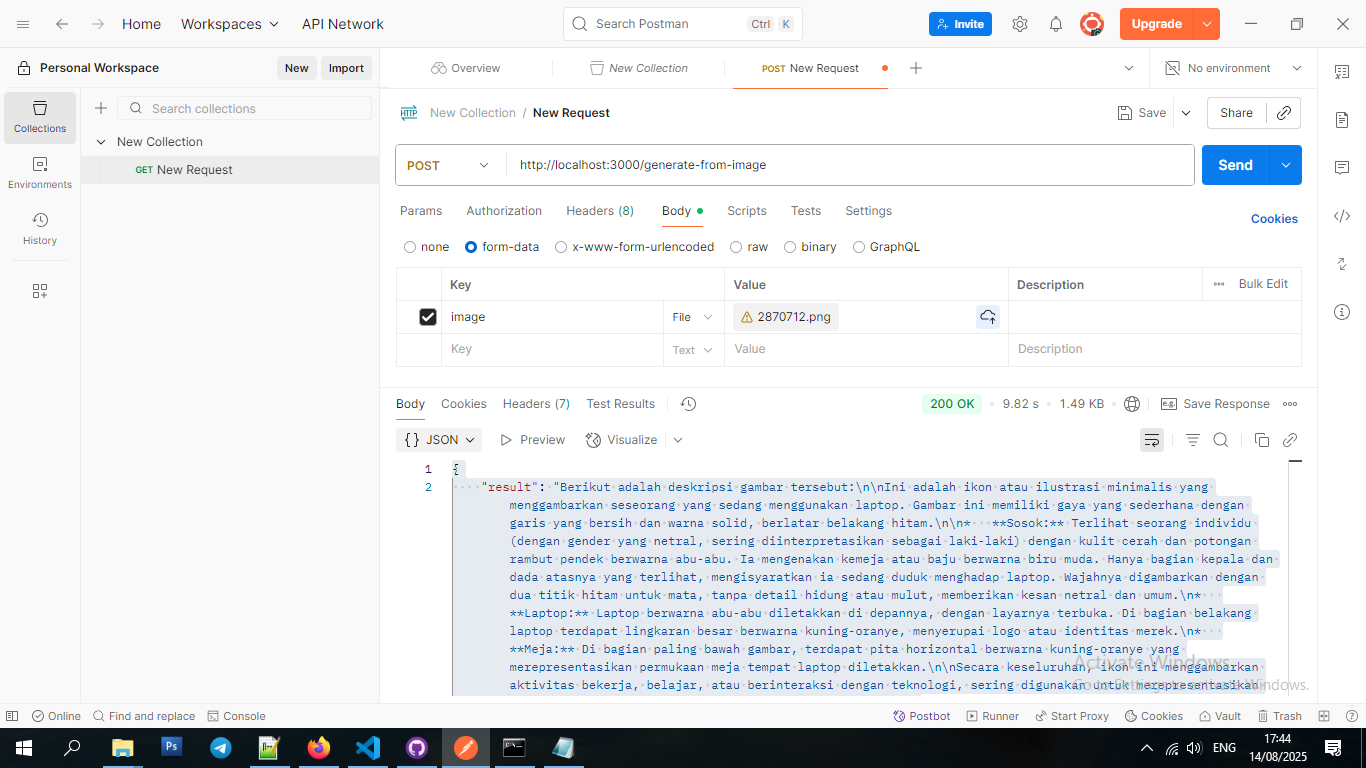 Home Workspaces API Network Search Postman Ctrl K Invite Upgrade
Personal Workspace New Import Overview New Collection POST New Request No environment
Collections
Environments
History
Search collections
New Collection
GET New Request
HTTP New Collection / New Request Save Share
POST http://localhost:3000/generate-from-image Send
Params Authorization Headers (8) Body Scripts Tests Settings Cookies
none form-data x-www-form-urlencoded raw binary GraphQL
Key Value Description Bulk Edit
image File 2870712.png
Key Text Value Description
Body Cookies Headers (7) Test Results 200 OK 9.82 s 1.49 KB e.g. Save Response
{} JSON Preview Visualize
1 {
2 "result": "Berikut adalah deskripsi gambar tersebut:\n\nIni adalah ikon atau ilustrasi minimalis yang
menggambarkan seseorang yang sedang menggunakan laptop. Gambar ini memiliki gaya yang sederhana dengan
garis yang bersih dan warna solid, berlatar belakang hitam.\n\n* **Sosok:** Terlihat seorang individu
(dengan gender yang netral, sering diinterpretasikan sebagai laki-laki) dengan kulit cerah dan potongan
rambut pendek berwarna abu-abu. Ia mengenakan kemeja atau baju berwarna biru muda. Hanya bagian kepala dan
dada atasnya yang terlihat, mengisyaratkan ia sedang duduk menghadap laptop. Wajahnya digambarkan dengan
dua titik hitam untuk mata, tanpa detail hidung atau mulut, memberikan kesan netral dan umum.\n*
**Laptop:** Laptop berwarna abu-abu diletakkan di depannya, dengan layarnya terbuka. Di bagian belakang
laptop terdapat lingkaran besar berwarna kuning-oranye, menyerupai logo atau identitas merek.\n*
**Meja:** Di bagian paling bawah gambar, terdapat pita horizontal berwarna kuning-oranye yang
merepresentasikan permukaan meja tempat laptop diletakkan.\n\nSecara keseluruhan, ikon ini menggambarkan
aktivitas bekerja, belajar, atau berinteraksi dengan teknologi, sering digunakan untuk merepresentasikan
Activate Windows
Go to Settings to activate Windows.
Online Find and replace Console Postbot Runner Start Proxy Cookies Vault Trash
Ps ENG 17:44
14/08/2025